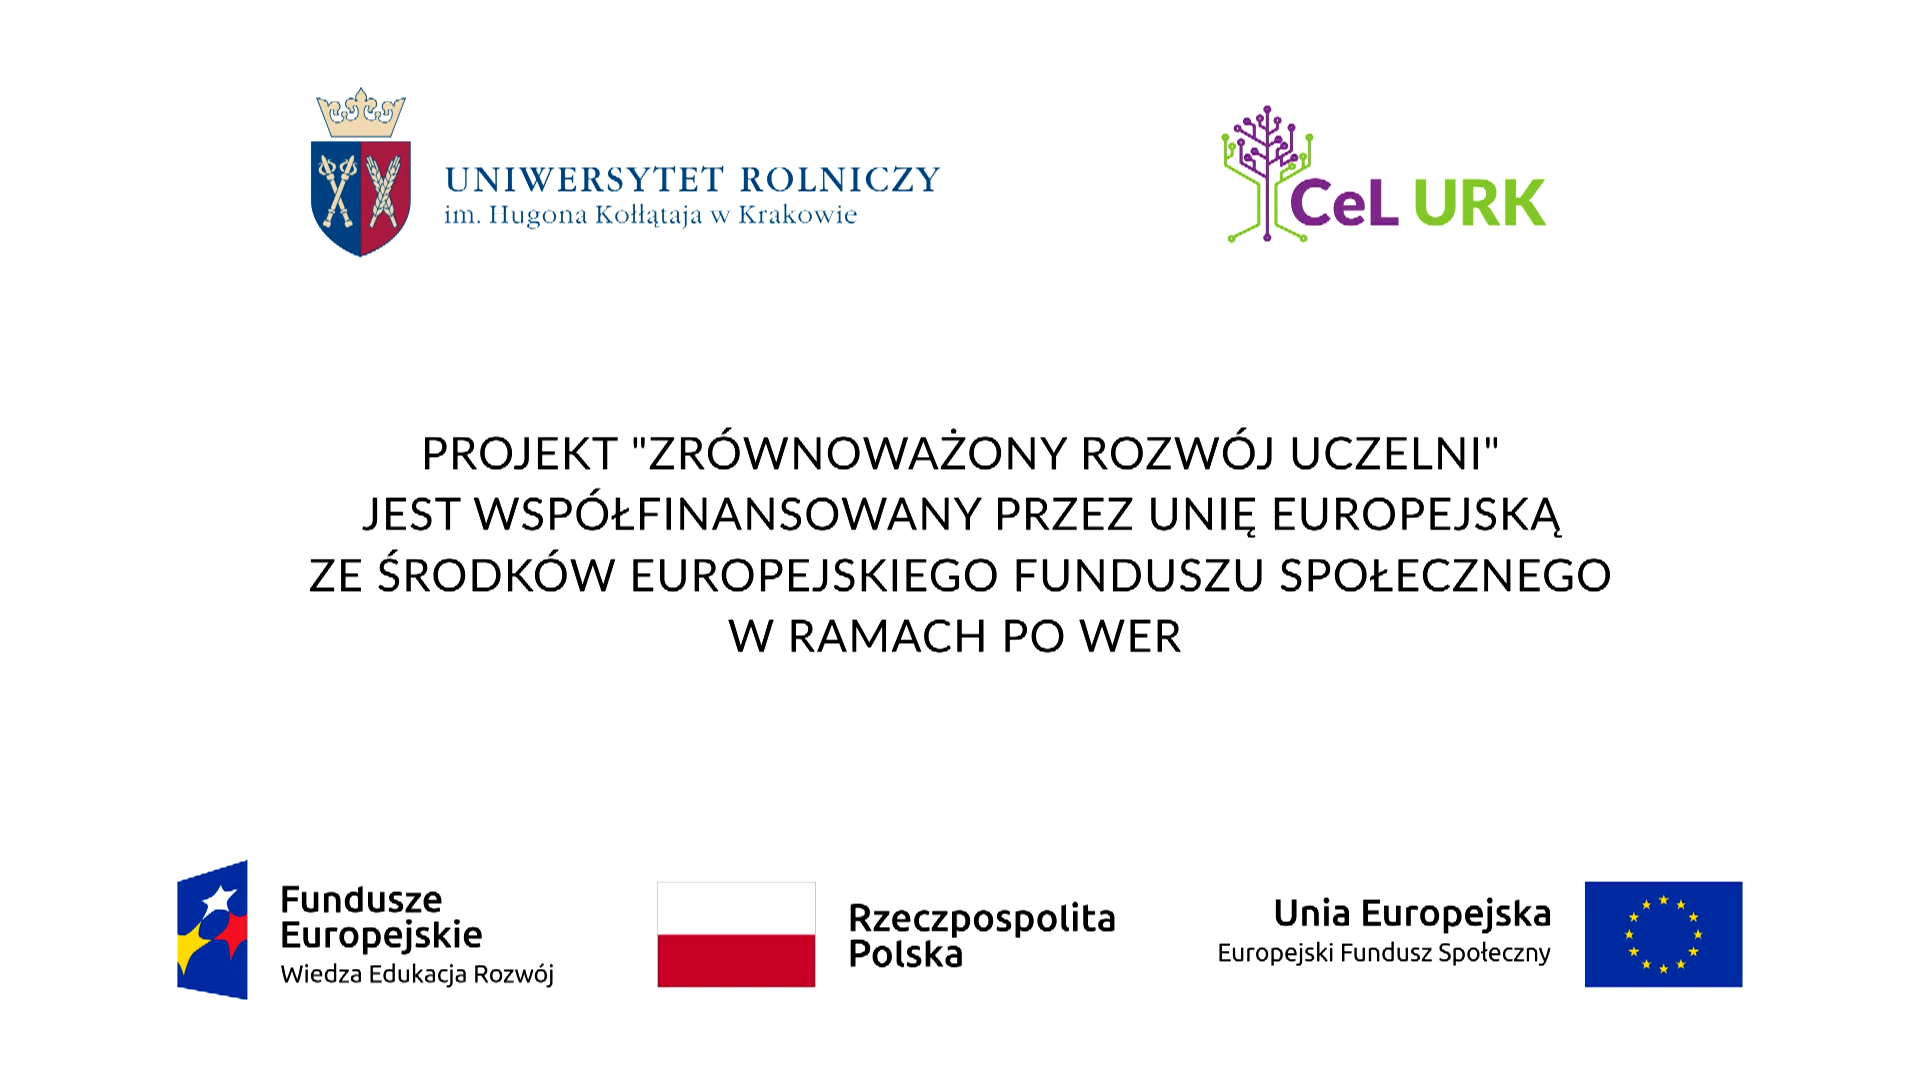 UNIWERSYTET ROLNICZY
im. Hugona Kołłątaja w Krakowie
CeL URK
PROJEKT "ZRÓWNOWAŻONY ROZWÓJ UCZELNI"
JEST WSPÓŁFINANSOWANY PRZEZ UNIĘ EUROPEJSKĄ
ZE ŚRODKÓW EUROPEJSKIEGO FUNDUSZU SPOŁECZNEGO
W RAMACH PO WER
Fundusze
Europejskie
Wiedza Edukacja Rozwój
Rzeczpospolita
Polska
Unia Europejska
Europejski Fundusz Społeczny